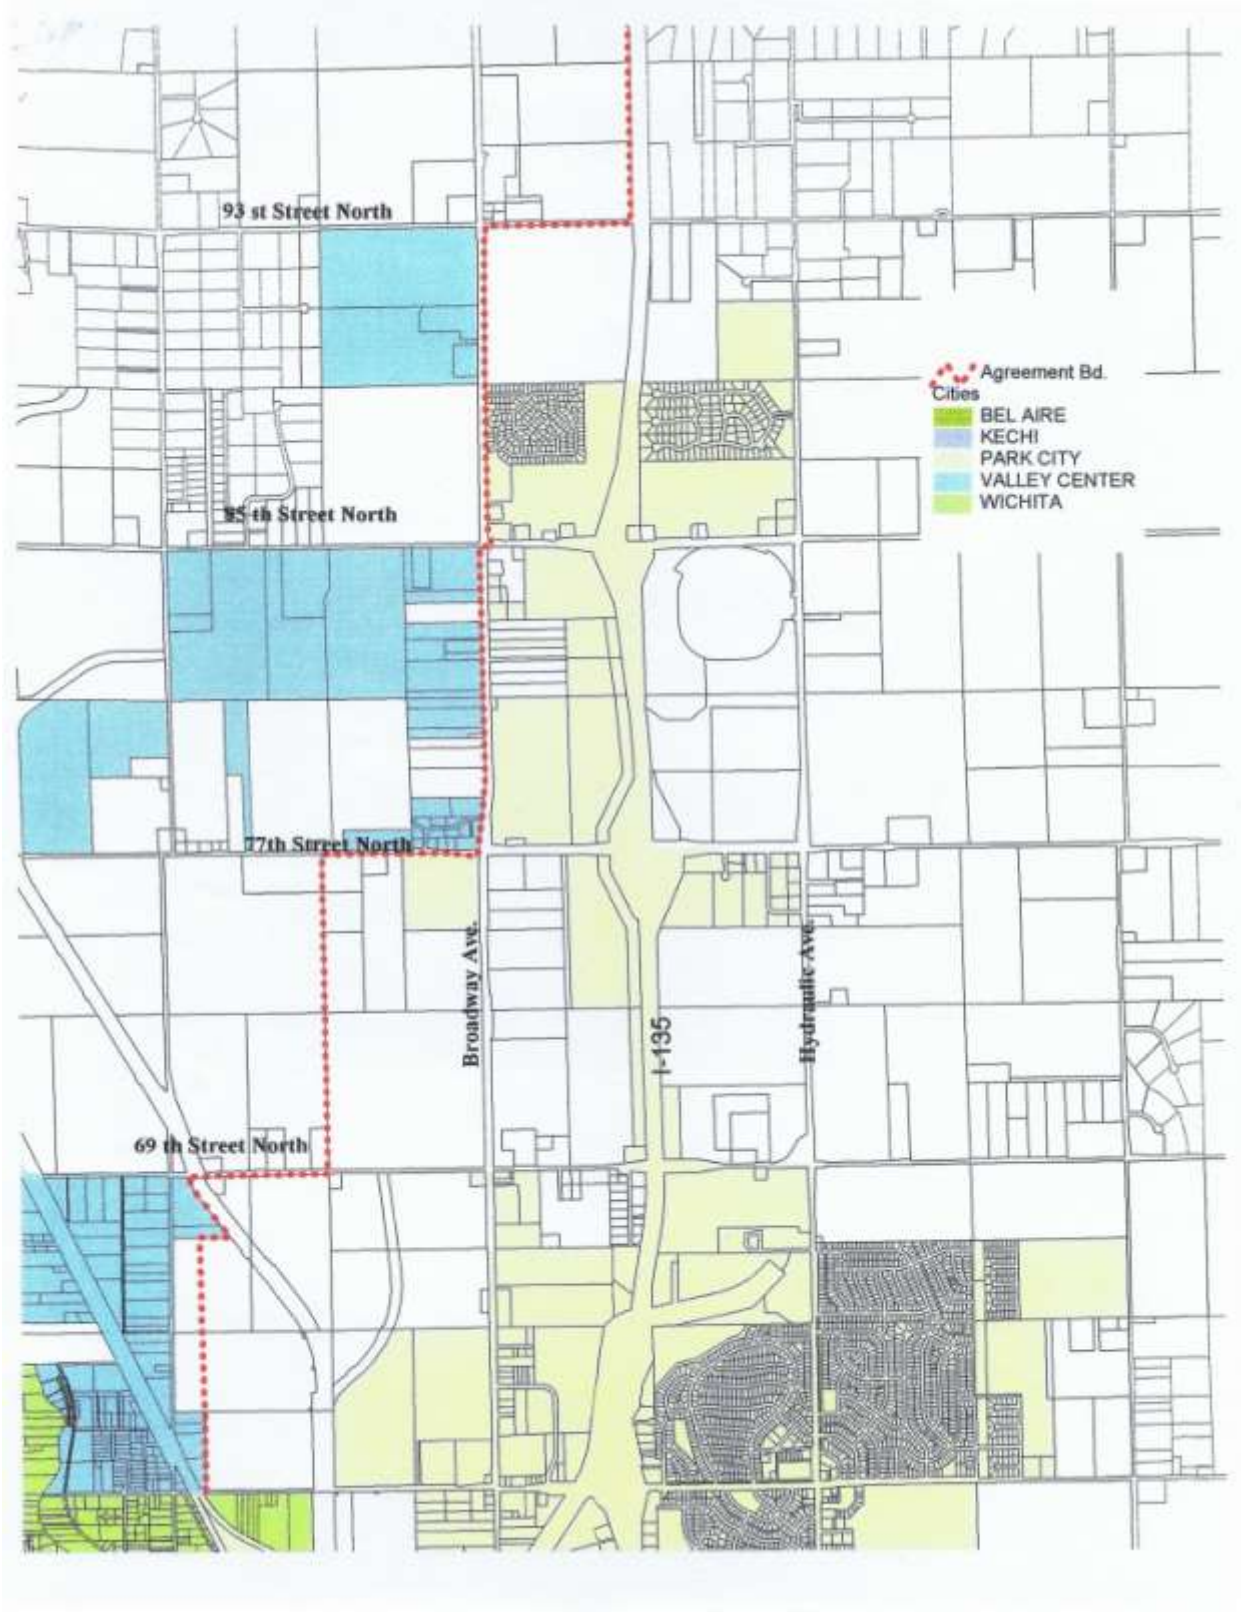 93 st Street North
Agreement Bd.
Cities
BEL AIRE
KECHI
PARK CITY
VALLEY CENTER
WICHITA
85 th Street North
77th Street North
Broadway Ave.
Hydraulic Ave.
I-135
69 th Street North